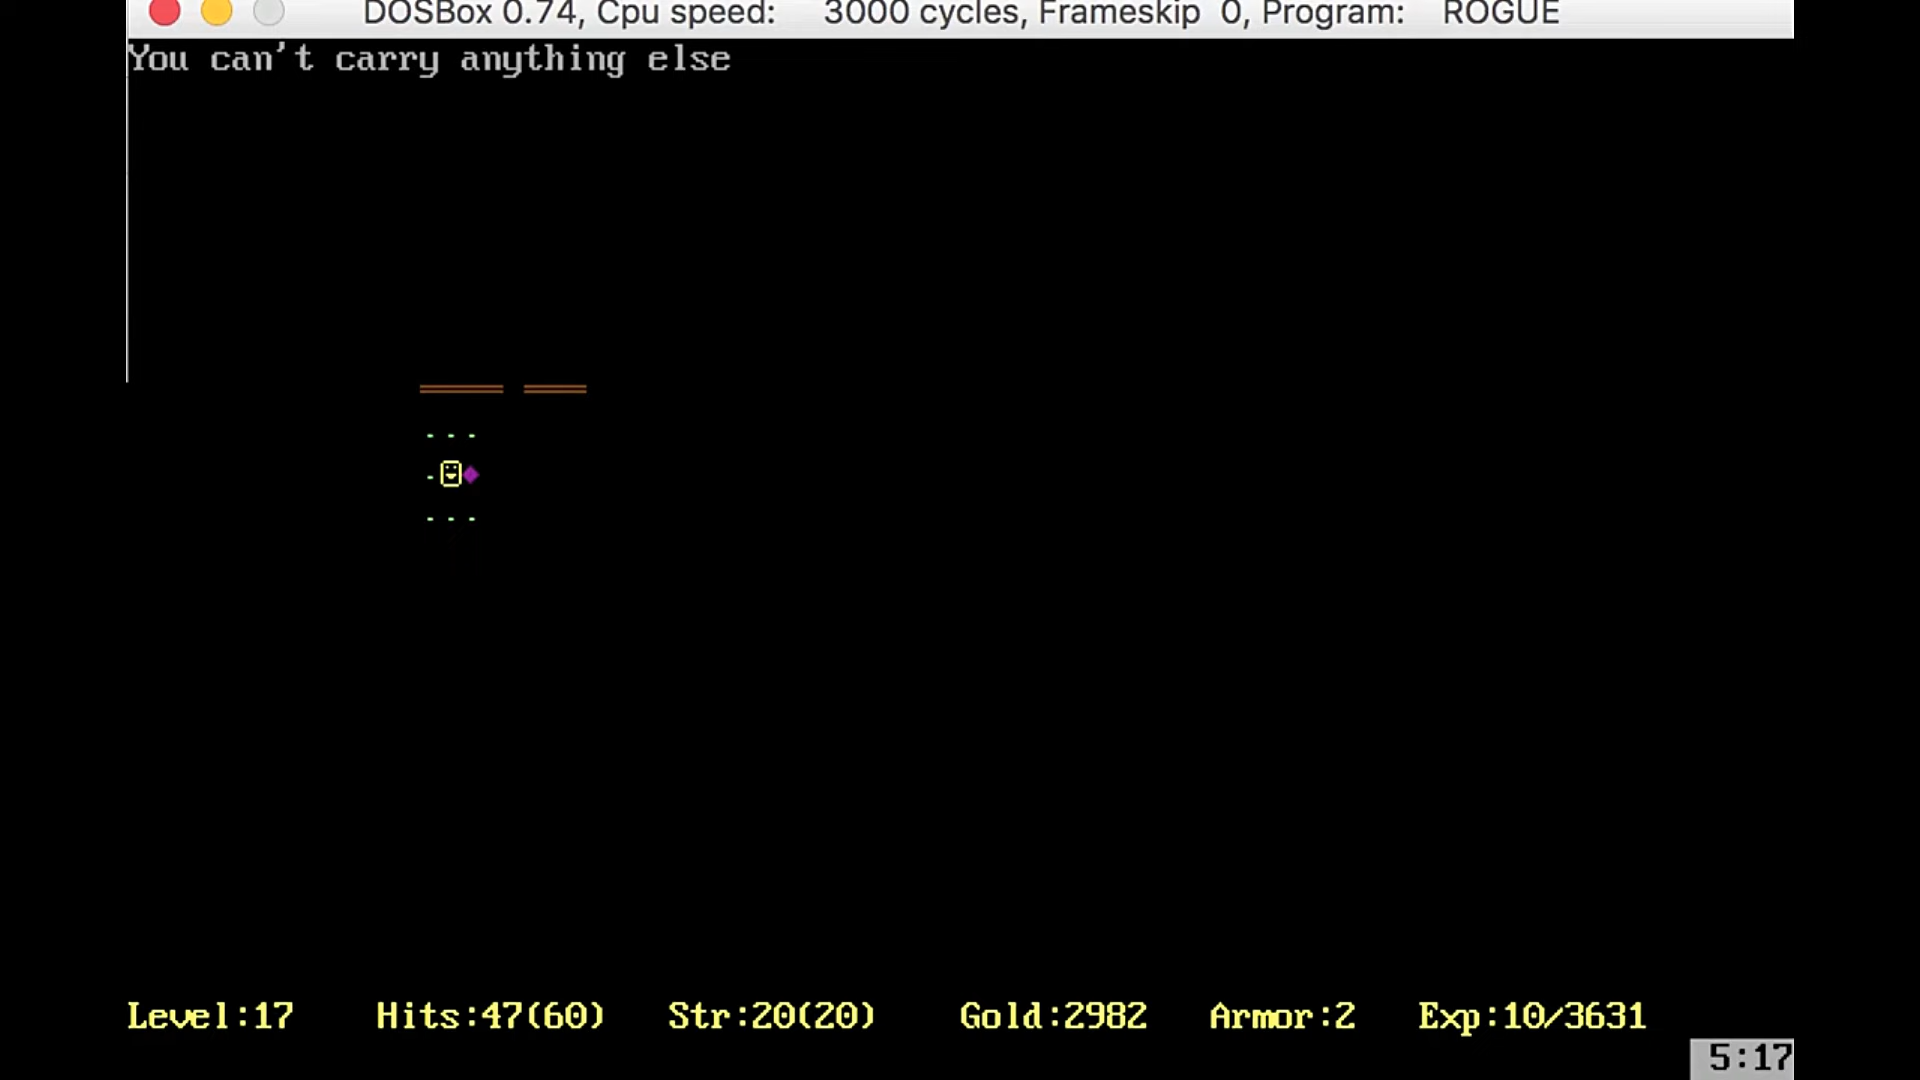 DOSBox 0.74, Cpu speed: 3000 cycles, Frameskip 0, Program: ROGUE
You can't carry anything else
Level:17 Hits:47(60) Str:20(20) Gold:2982 Armor:2 Exp:10/3631
5:17